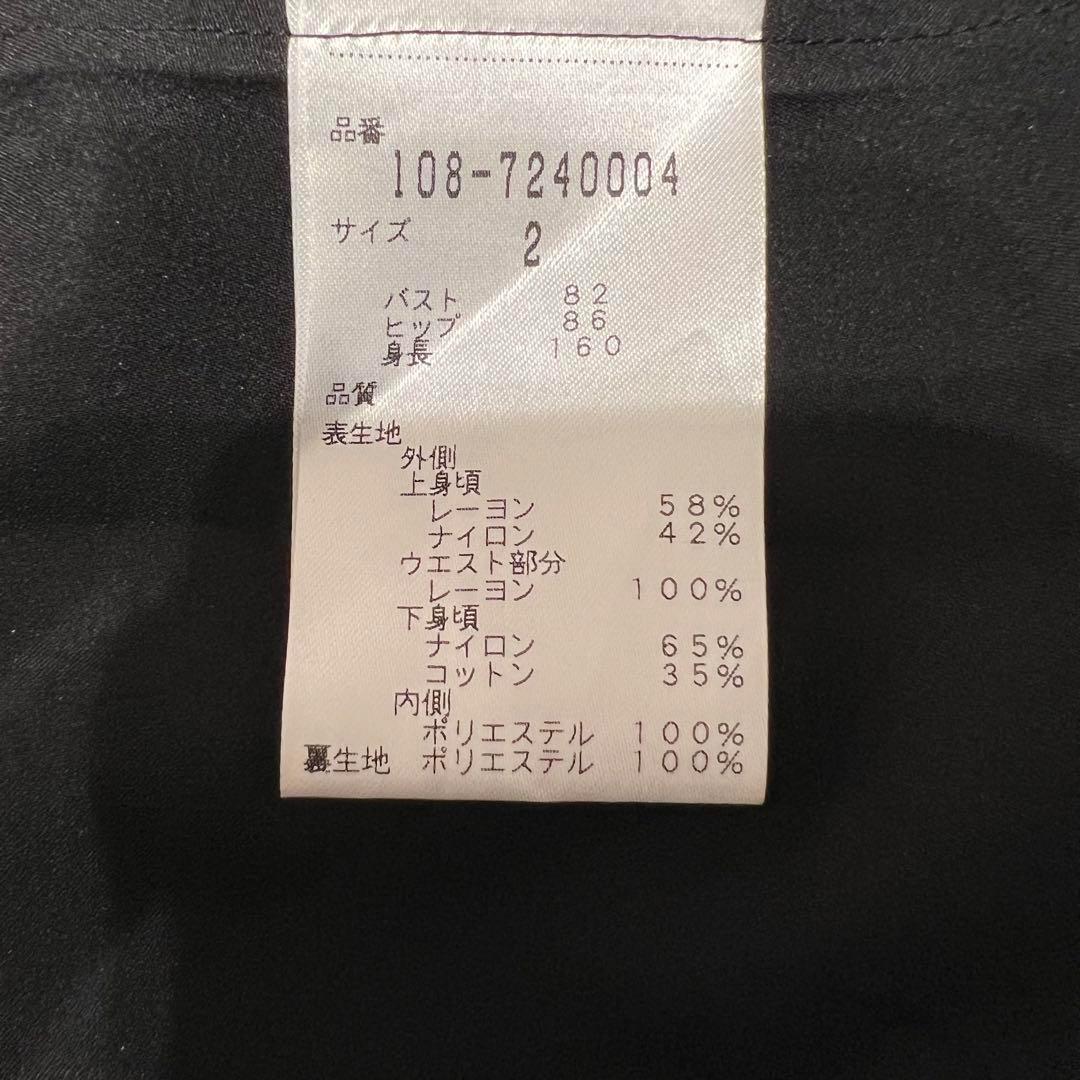 品番
108-7240004
サイズ 2
バスト 82
ヒップ 86
身長 160
品質
表生地
外側
上身頃
レーヨン 58%
ナイロン 42%
ウエスト部分
レーヨン 100%
下身頃
ナイロン 65%
コットン 35%
内側
ポリエステル 100%
裏生地 ポリエステル 100%